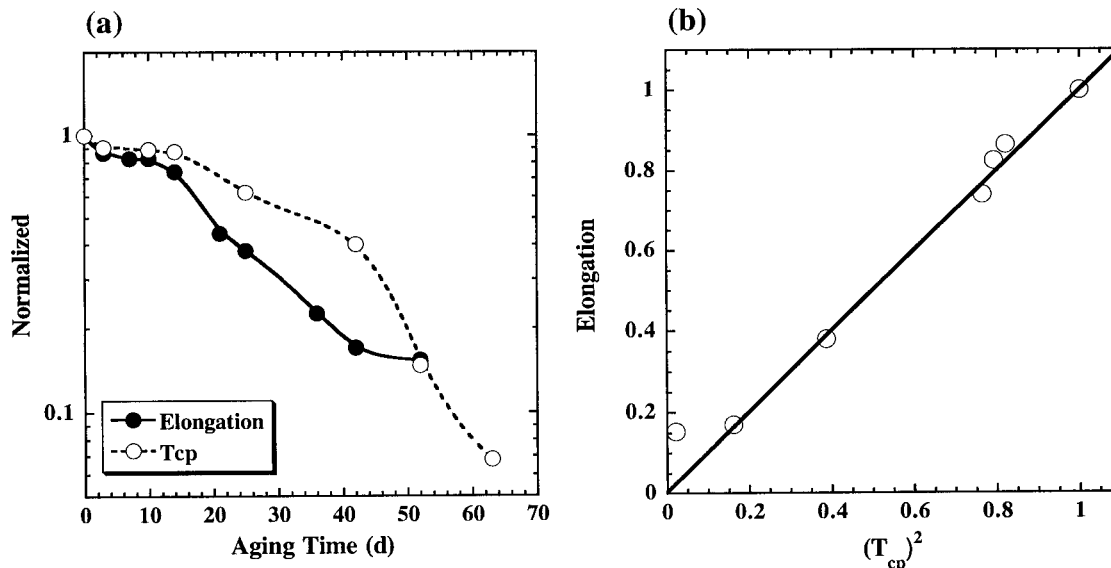 (a)
Normalized
1
0.1
Elongation
Tcp
0 10 20 30 40 50 60 70
Aging Time (d)
(b)
Elongation
1
0.8
0.6
0.4
0.2
0
0 0.2 0.4 0.6 0.8 1
(T_cp)²